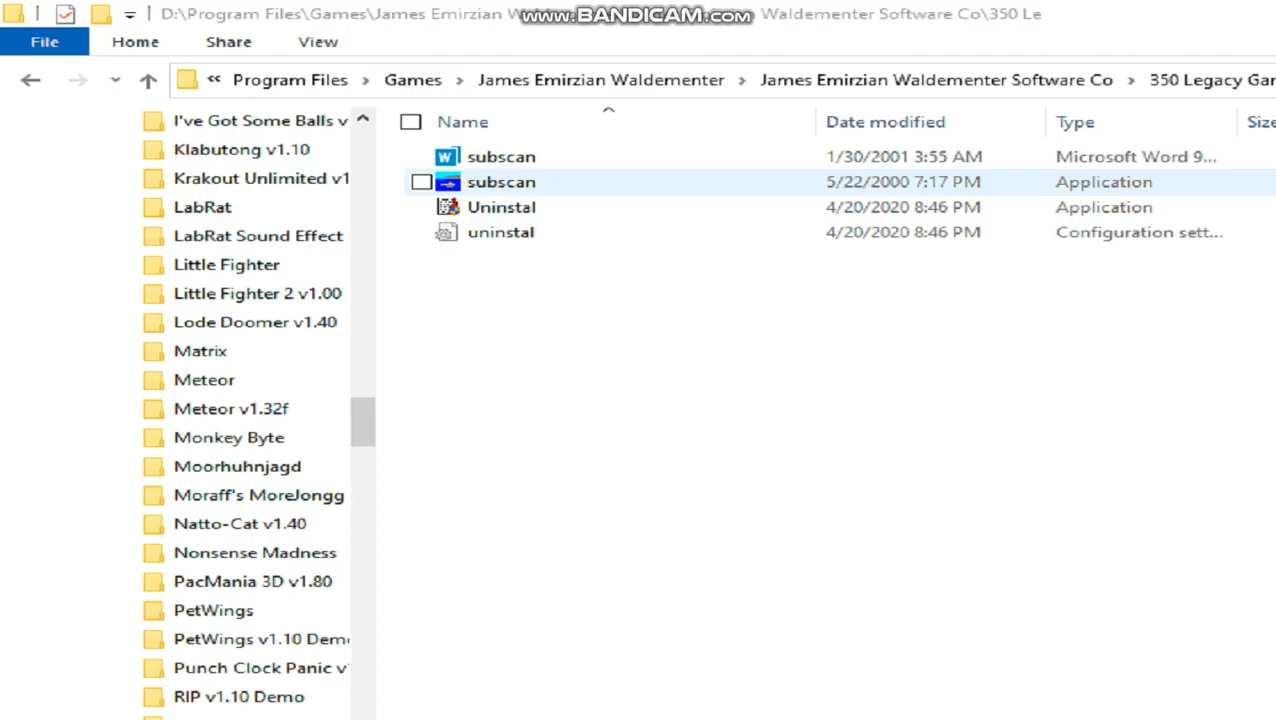 D:\Program Files\Games\James Emirzian Waldementer Software Co\350 Le
www.BANDICAM.com
File Home Share View
« Program Files › Games › James Emirzian Waldementer › James Emirzian Waldementer Software Co › 350 Legacy Gar
Name Date modified Type Size
subscan 1/30/2001 3:55 AM Microsoft Word 9...
subscan 5/22/2000 7:17 PM Application
Uninstal 4/20/2020 8:46 PM Application
uninstal 4/20/2020 8:46 PM Configuration sett...
I've Got Some Balls v
Klabutong v1.10
Krakout Unlimited v1
LabRat
LabRat Sound Effect
Little Fighter
Little Fighter 2 v1.00
Lode Doomer v1.40
Matrix
Meteor
Meteor v1.32f
Monkey Byte
Moorhuhnjagd
Moraff's MoreJongg
Natto-Cat v1.40
Nonsense Madness
PacMania 3D v1.80
PetWings
PetWings v1.10 Demo
Punch Clock Panic v
RIP v1.10 Demo